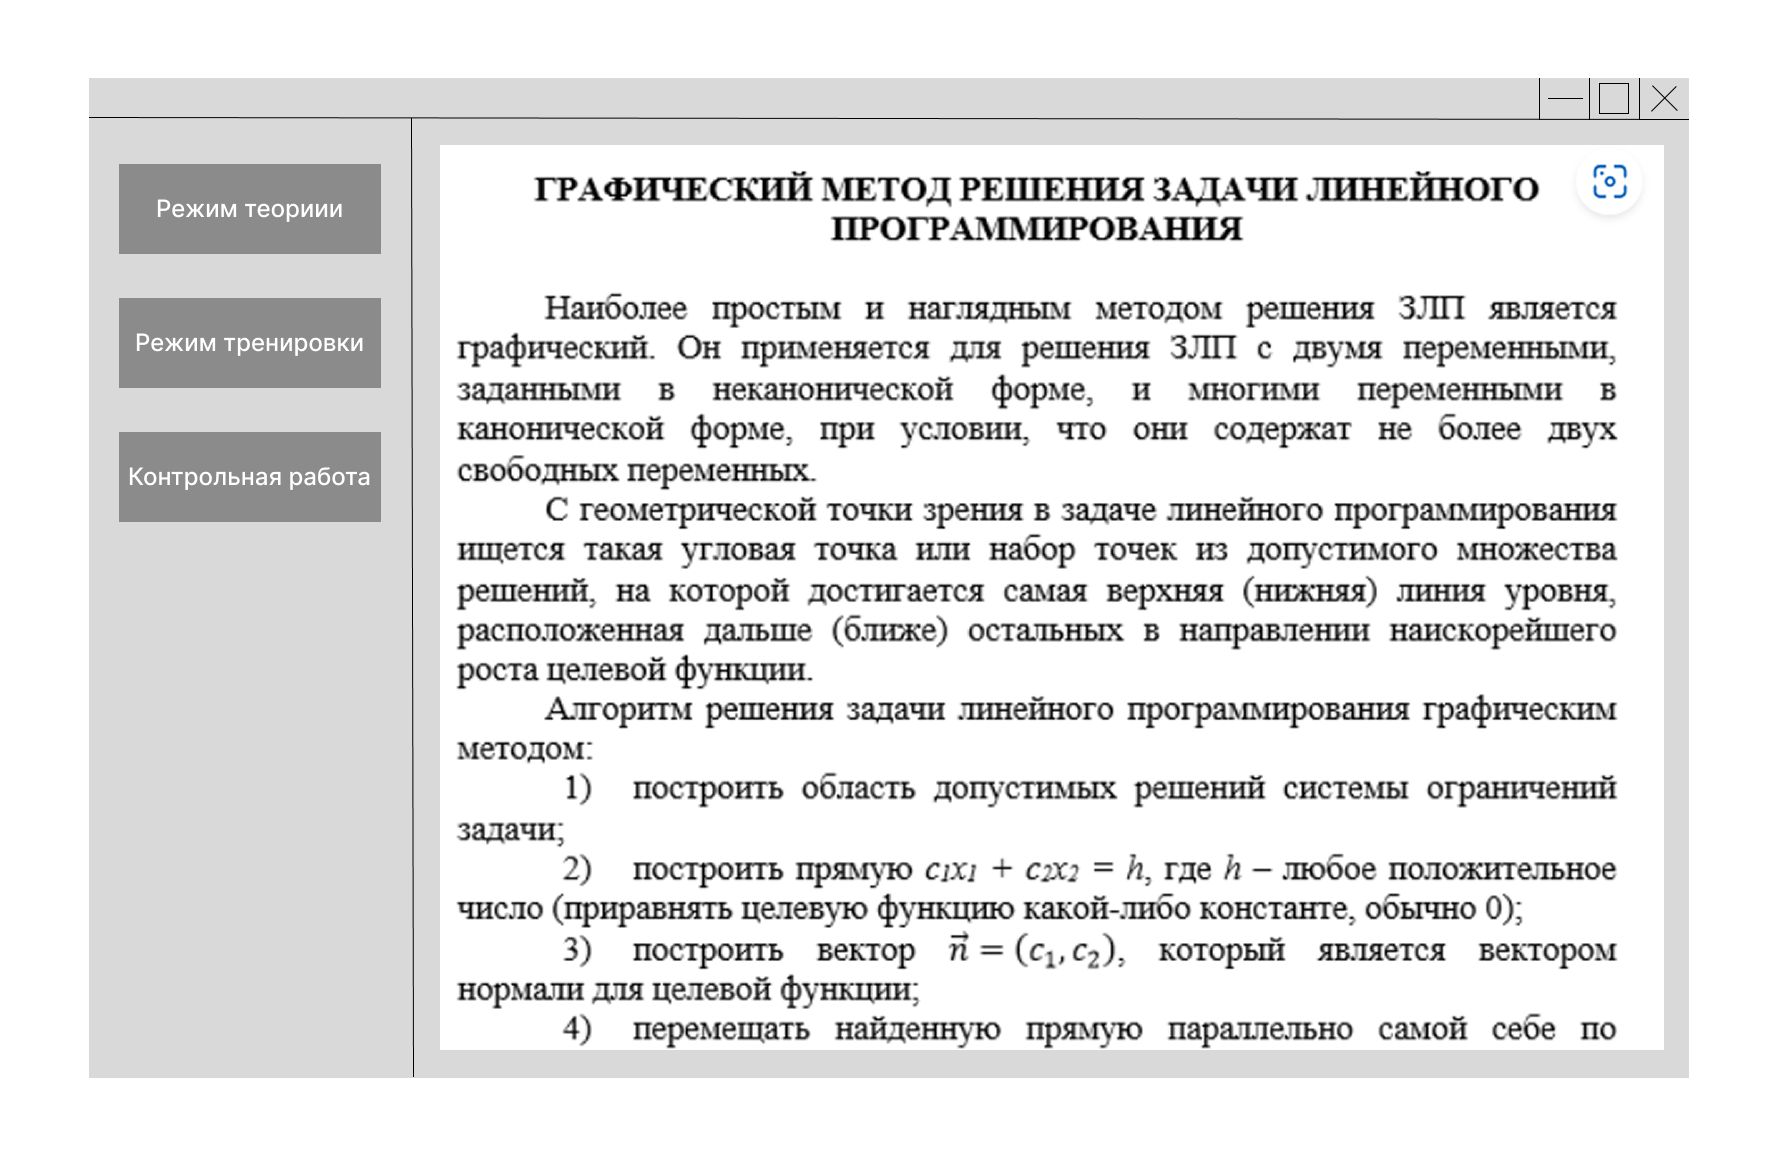 Режим теориии
Режим тренировки
Контрольная работа
ГРАФИЧЕСКИЙ МЕТОД РЕШЕНИЯ ЗАДАЧИ ЛИНЕЙНОГО
ПРОГРАММИРОВАНИЯ
Наиболее простым и наглядным методом решения ЗЛП является
графический. Он применяется для решения ЗЛП с двумя переменными,
заданными в неканонической форме, и многими переменными в
канонической форме, при условии, что они содержат не более двух
свободных переменных.
С геометрической точки зрения в задаче линейного программирования
ищется такая угловая точка или набор точек из допустимого множества
решений, на которой достигается самая верхняя (нижняя) линия уровня,
расположенная дальше (ближе) остальных в направлении наискорейшего
роста целевой функции.
Алгоритм решения задачи линейного программирования графическим
методом:
1) построить область допустимых решений системы ограничений
задачи;
2) построить прямую c₁x₁ + c₂x₂ = h, где h – любое положительное
число (приравнять целевую функцию какой-либо константе, обычно 0);
3) построить вектор n⃗ = (c₁, c₂), который является вектором
нормали для целевой функции;
4) перемещать найденную прямую параллельно самой себе по